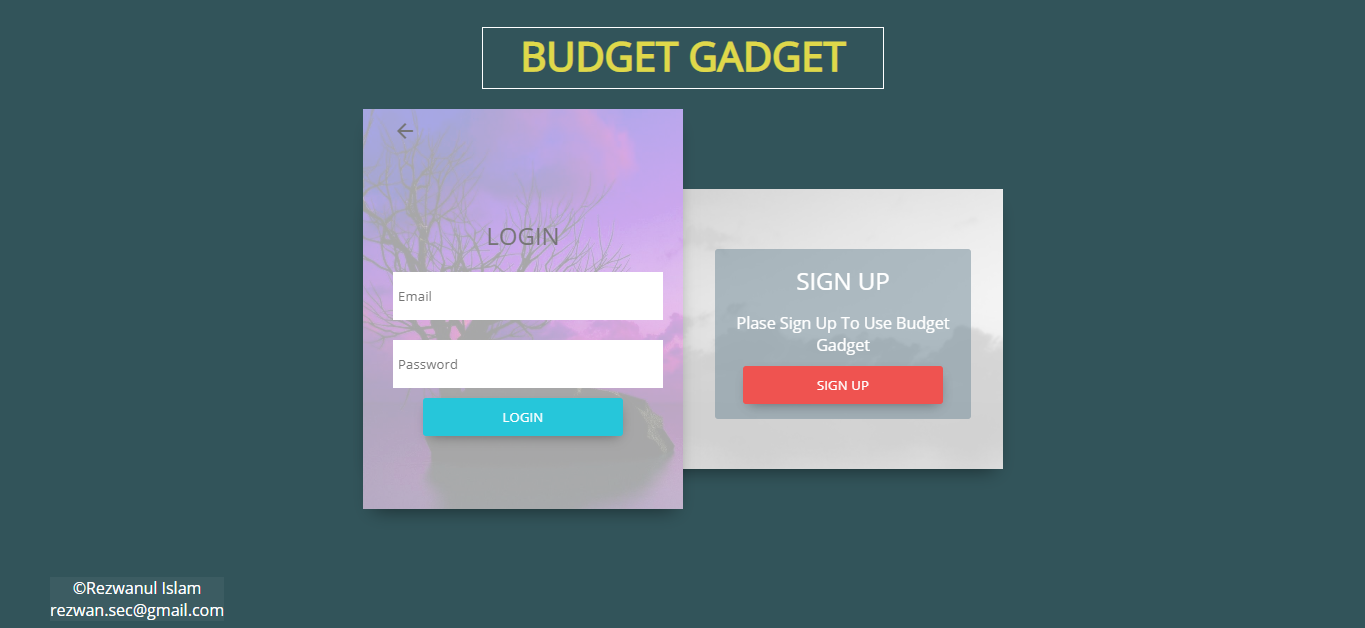 BUDGET GADGET
LOGIN
Email
Password
LOGIN
SIGN UP
Plase Sign Up To Use Budget
Gadget
SIGN UP
©Rezwanul Islam
rezwan.sec@gmail.com